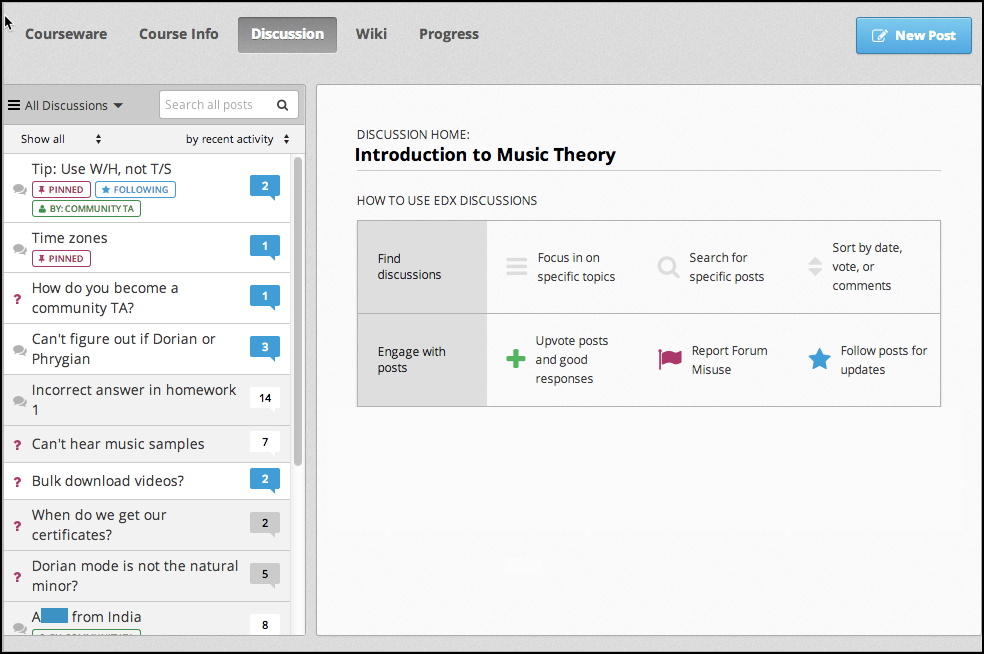 Courseware Course Info Discussion Wiki Progress New Post
All Discussions Search all posts
Show all by recent activity
Tip: Use W/H, not T/S
2
PINNED FOLLOWING
BY: COMMUNITY TA
Time zones
1
PINNED
How do you become a
community TA?
1
Can't figure out if Dorian or
Phrygian
3
Incorrect answer in homework
1
14
? Can't hear music samples 7
? Bulk download videos? 2
When do we get our
certificates?
2
Dorian mode is not the natural
minor?
5
A from India
8
DISCUSSION HOME:
Introduction to Music Theory
HOW TO USE EDX DISCUSSIONS
Find
discussions
Focus in on
specific topics
Search for
specific posts
Sort by date,
vote, or
comments
Engage with
posts
Upvote posts
and good
responses
Report Forum
Misuse
Follow posts for
updates